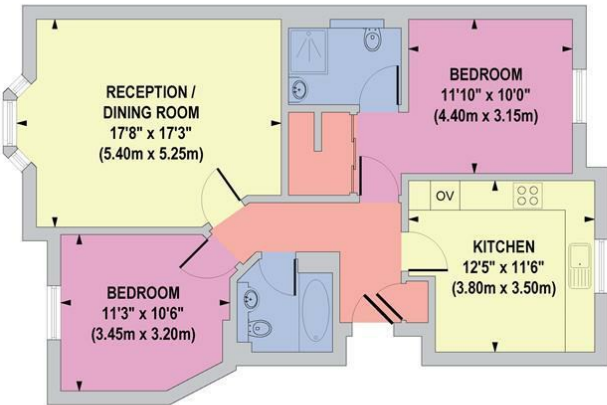 RECEPTION /
DINING ROOM
17'8" x 17'3"
(5.40m x 5.25m)
BEDROOM
11'10" x 10'0"
(4.40m x 3.15m)
OV
KITCHEN
12'5" x 11'6"
(3.80m x 3.50m)
BEDROOM
11'3" x 10'6"
(3.45m x 3.20m)